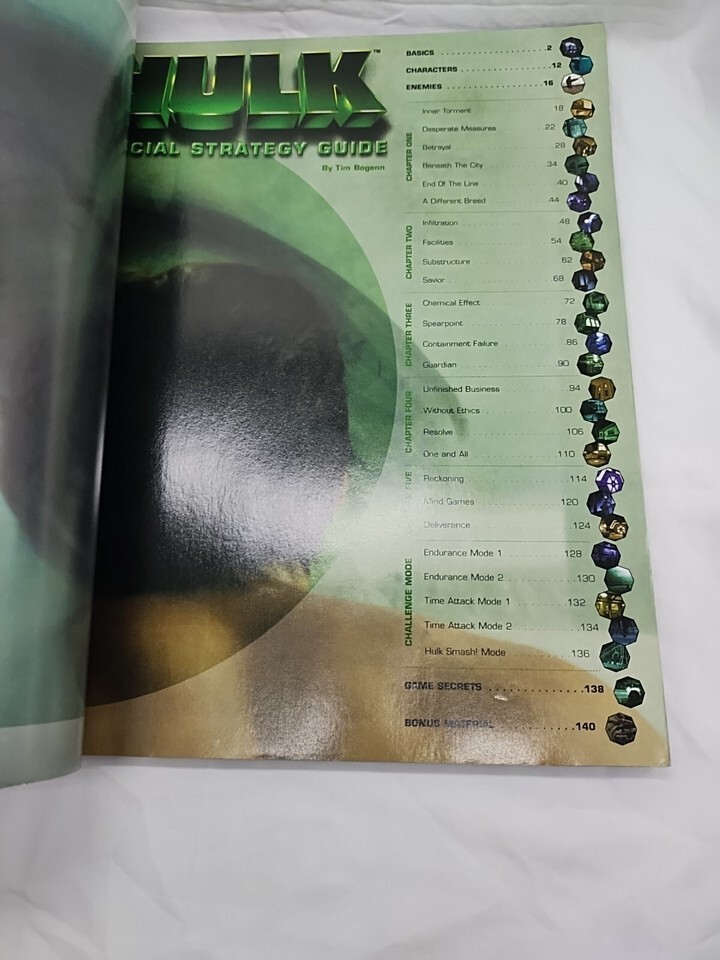 HULK™
CIAL STRATEGY GUIDE
By Tim Bogenn
BASICS ..................... 2
CHARACTERS ..................... 12
ENEMIES ..................... 16
CHAPTER ONE
Inner Torment 18
Desperate Measures 22
Betrayal 28
Beneath The City 34
End Of The Line 40
A Different Breed 44
CHAPTER TWO
Infiltration 48
Facilities 54
Substructure 62
Savior 68
CHAPTER THREE
Chemical Effect 72
Spearpoint 78
Containment Failure 86
Guardian 90
CHAPTER FOUR
Unfinished Business 94
Without Ethics 100
Resolve 106
One and All 110
FIVE
Reckoning 114
Mind Games 120
Deliverance 124
CHALLENGE MODE
Endurance Mode 1 128
Endurance Mode 2 130
Time Attack Mode 1 132
Time Attack Mode 2 134
Hulk Smash! Mode 136
GAME SECRETS ..................... 138
BONUS MATERIAL ..................... 140